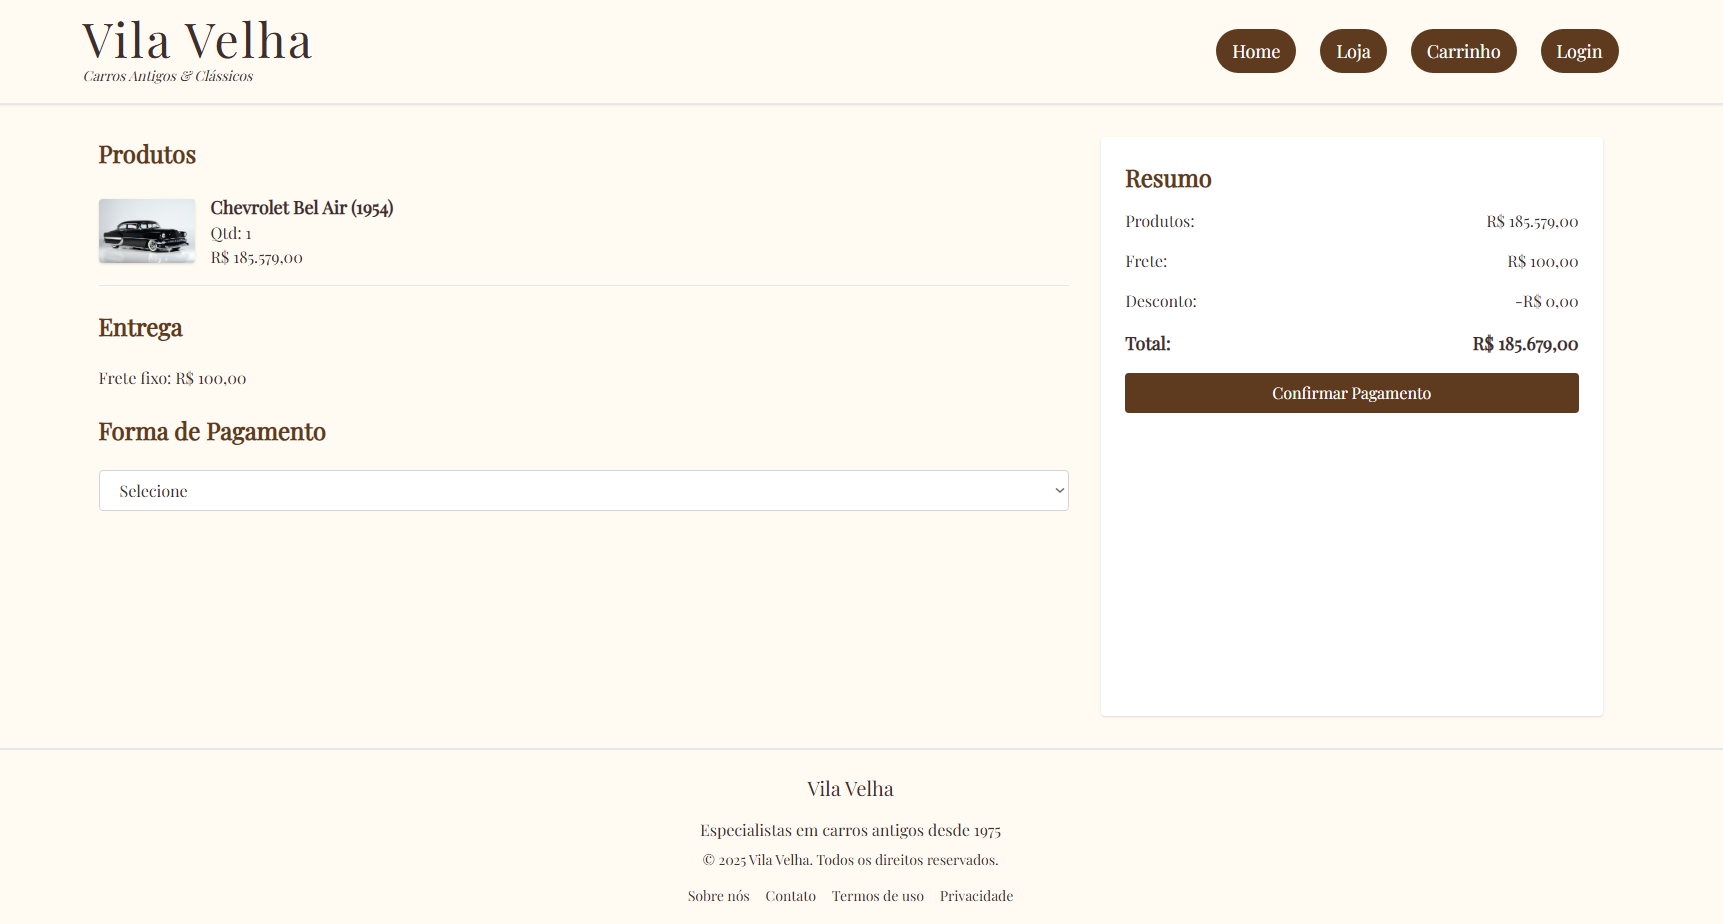 Vila Velha
Carros Antigos & Clássicos
Home
Loja
Carrinho
Login
Produtos
Chevrolet Bel Air (1954)
Qtd: 1
R$ 185.579,00
Entrega
Frete fixo: R$ 100,00
Forma de Pagamento
Selecione
Resumo
Produtos: R$ 185.579,00
Frete: R$ 100,00
Desconto: -R$ 0,00
Total: R$ 185.679,00
Confirmar Pagamento
Vila Velha
Especialistas em carros antigos desde 1975
© 2025 Vila Velha. Todos os direitos reservados.
Sobre nós Contato Termos de uso Privacidade